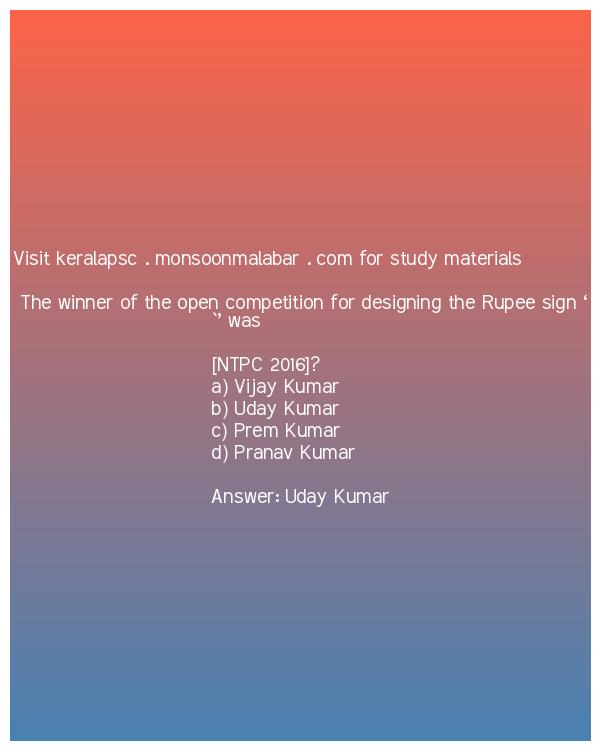 Visit keralapsc . monsoonmalabar . com for study materials
The winner of the open competition for designing the Rupee sign ‘
`’ was
[NTPC 2016]?
a) Vijay Kumar
b) Uday Kumar
c) Prem Kumar
d) Pranav Kumar
Answer: Uday Kumar